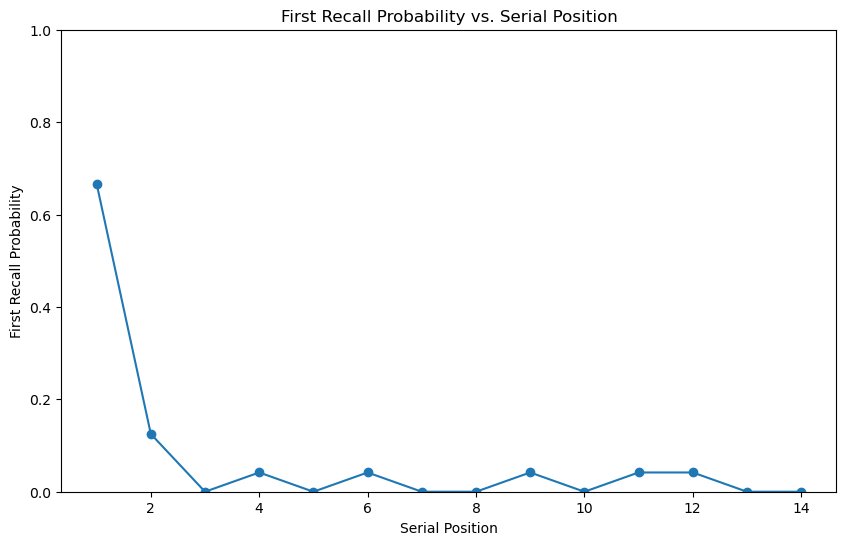 First Recall Probability vs. Serial Position
1.0
0.8
0.6
0.4
0.2
0.0
First Recall Probability
2 4 6 8 10 12 14
Serial Position